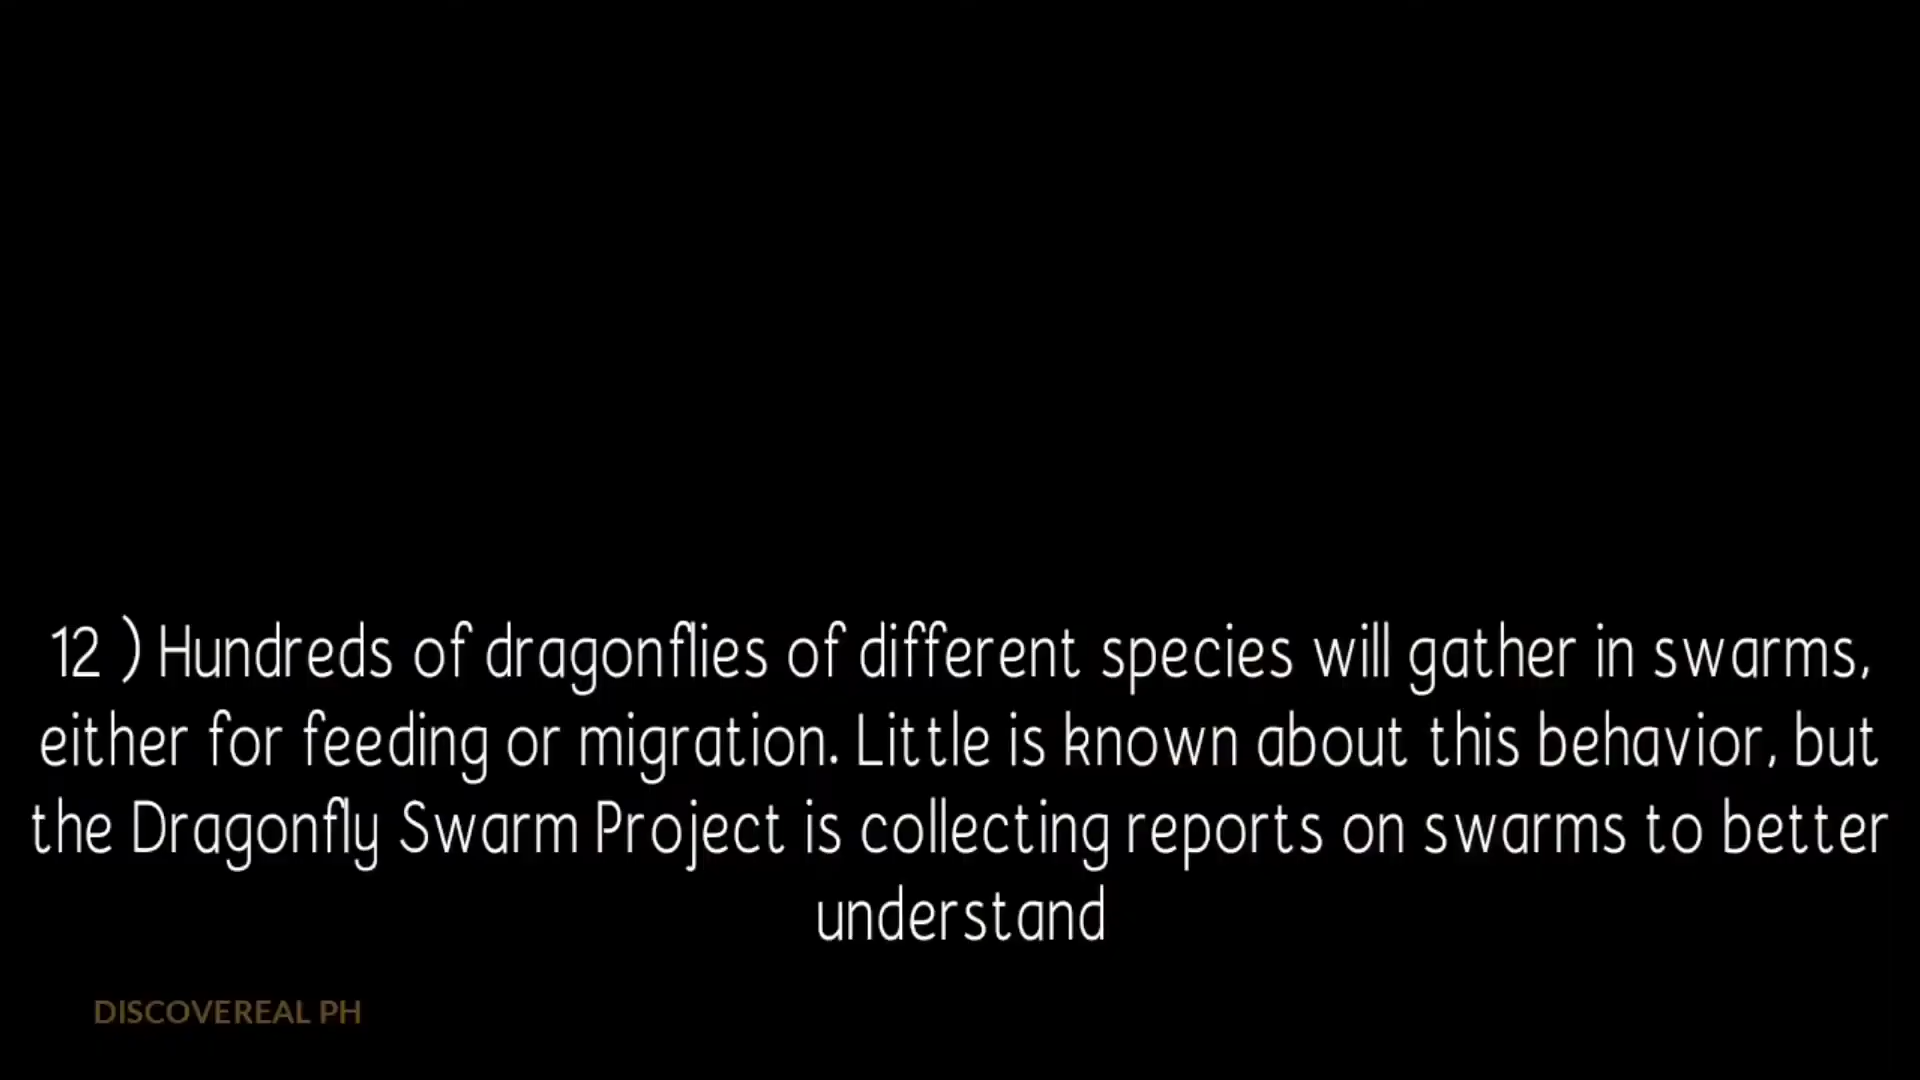 12 ) Hundreds of dragonflies of different species will gather in swarms,
either for feeding or migration. Little is known about this behavior, but
the Dragonfly Swarm Project is collecting reports on swarms to better
understand
DISCOVEREAL PH